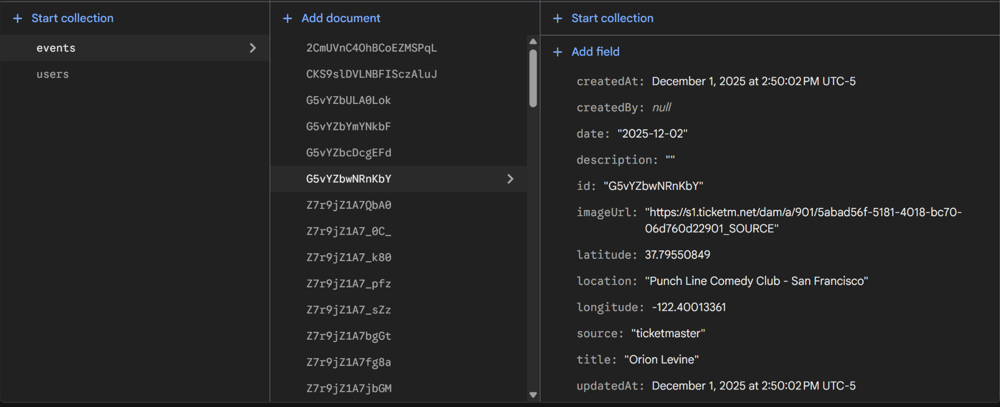 + Start collection
events
users
+ Add document
2CmUVnC4OhBCoEZMSPqL
CKS9slDVLNBFISczAluJ
G5vYZbULA0Lok
G5vYZbYmYNkbF
G5vYZbcDcgEFd
G5vYZbwNRnKbY
Z7r9jZ1A7QbA0
Z7r9jZ1A7_0C_
Z7r9jZ1A7_k80
Z7r9jZ1A7_pfz
Z7r9jZ1A7_sZz
Z7r9jZ1A7bgGt
Z7r9jZ1A7fg8a
Z7r9jZ1A7jbGM
+ Start collection
+ Add field
createdAt: December 1, 2025 at 2:50:02 PM UTC-5
createdBy: null
date: "2025-12-02"
description: ""
id: "G5vYZbwNRnKbY"
imageUrl: "https://s1.ticketm.net/dam/a/901/5abad56f-5181-4018-bc70-
06d760d22901_SOURCE"
latitude: 37.79550849
location: "Punch Line Comedy Club - San Francisco"
longitude: -122.40013361
source: "ticketmaster"
title: "Orion Levine"
updatedAt: December 1, 2025 at 2:50:02 PM UTC-5